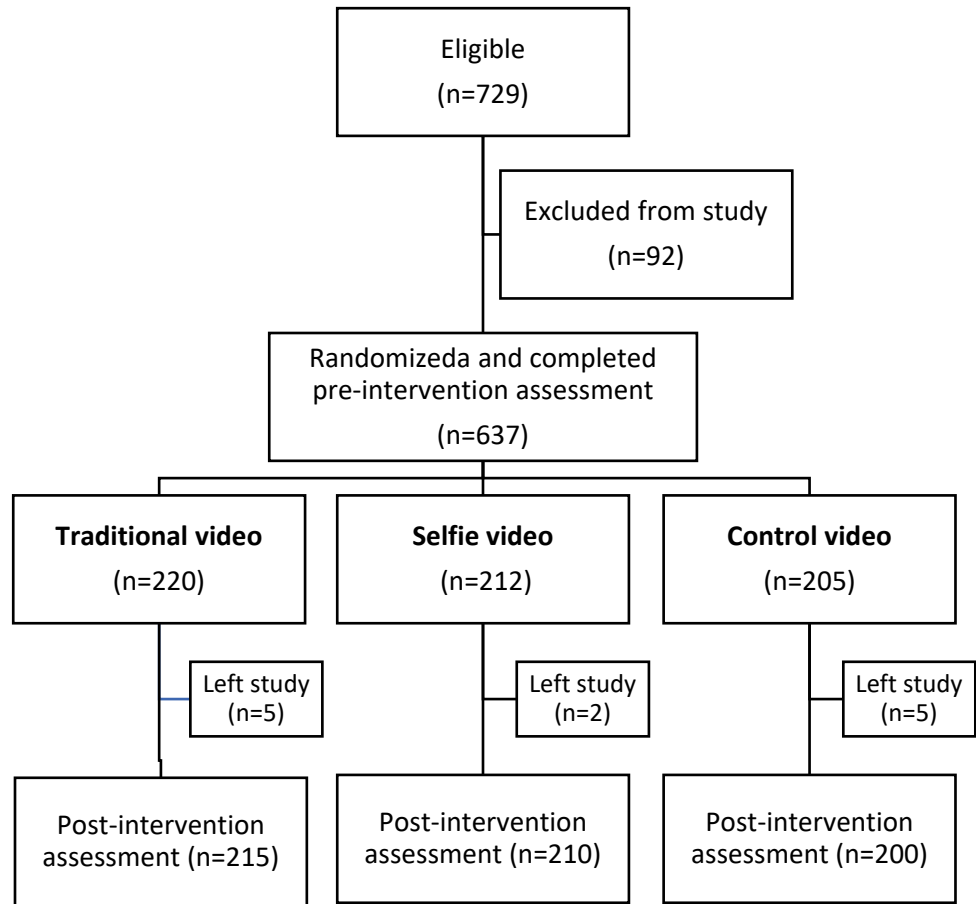 Eligible
(n=729)
Excluded from study
(n=92)
Randomizeda and completed
pre-intervention assessment
(n=637)
Traditional video
(n=220)
Selfie video
(n=212)
Control video
(n=205)
Left study
(n=5)
Left study
(n=2)
Left study
(n=5)
Post-intervention
assessment (n=215)
Post-intervention
assessment (n=210)
Post-intervention
assessment (n=200)